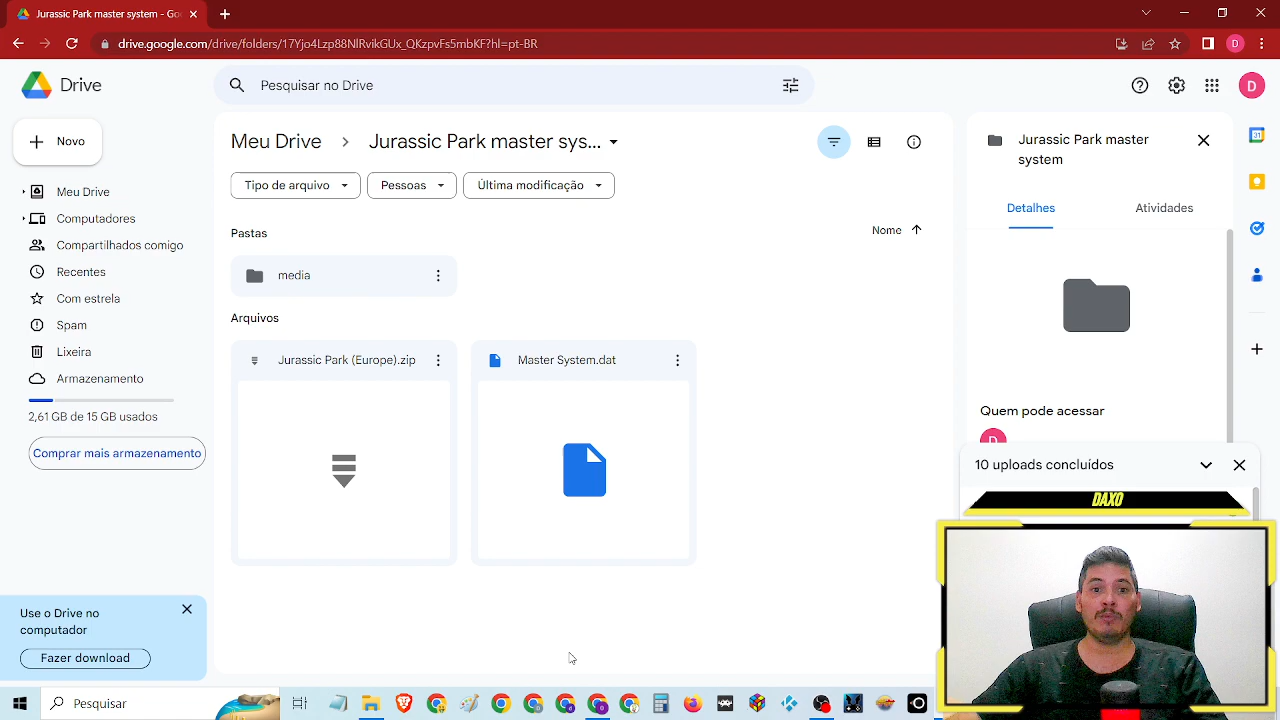 Jurassic Park master system - Go
drive.google.com/drive/folders/17Yjo4Lzp88NlRvikGUx_QKzpvFs5mbKF?hl=pt-BR
D
Drive
Pesquisar no Drive
D
Novo
Meu Drive
Computadores
Compartilhados comigo
Recentes
Com estrela
Spam
Lixeira
Armazenamento
2,61 GB de 15 GB usados
Comprar mais armazenamento
Use o Drive no
computador
Fazer download
Meu Drive
Jurassic Park master sys...
Tipo de arquivo
Pessoas
Última modificação
Pastas
Nome
media
Arquivos
Jurassic Park (Europe).zip
Master System.dat
Jurassic Park master
system
Detalhes
Atividades
Quem pode acessar
D
31
10 uploads concluídos
DAXO
Pesquisar